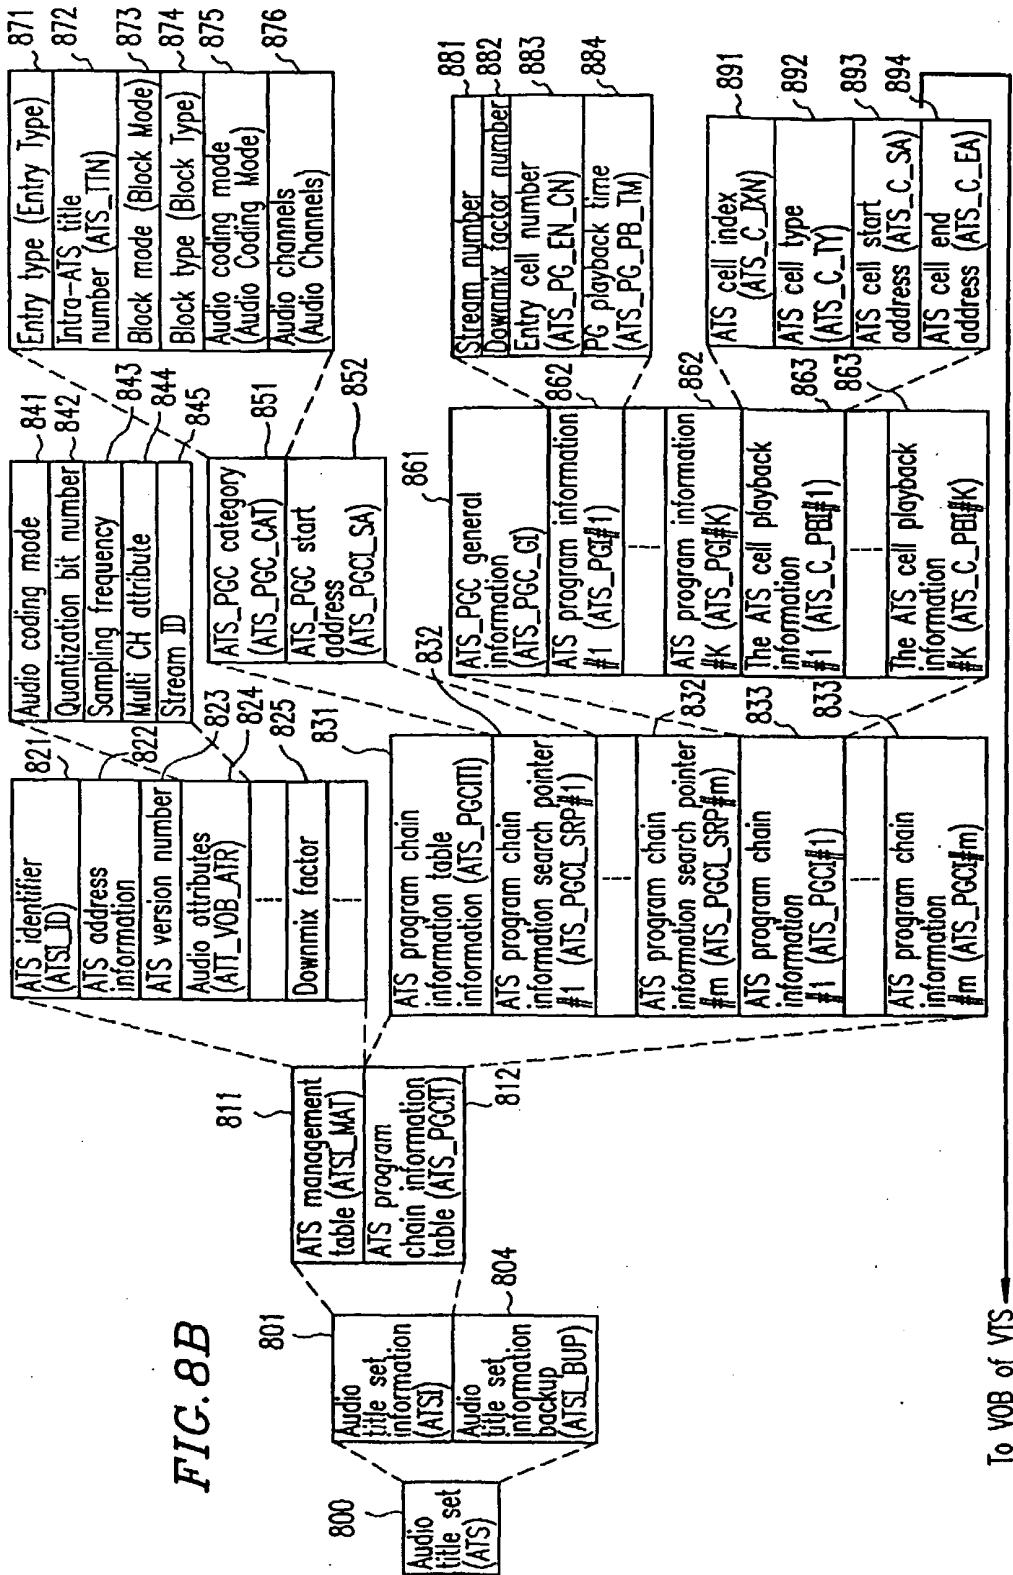 FIG.8B
800
Audio
title set
(ATS)
801
Audio
title set
information
(ATSI)
804
Audio
title set
information
backup
(ATSI_BUP)
811
ATS management
table (ATSI_MAT)
ATS program
chain information
table (ATS_PGCIT)
812
ATS identifier
(ATSI_ID)
821
ATS address
information
822
ATS version number
823
Audio attributes
(ATT_VOB_ATR)
824
Downmix factor
825
831
ATS program chain
information table
information (ATS_PGCITI)
832
ATS program chain
information search pointer
#1 (ATS_PGCI_SRP#1)
ATS program chain
information search pointer
#m (ATS_PGCI_SRP#m)
832
ATS program chain
information
#1 (ATS_PGCI#1)
833
ATS program chain
information
#m (ATS_PGCI#m)
833
Audio coding mode
841
Quantization bit number
842
Sampling frequency
843
Multi CH attribute
844
Stream ID
845
ATS_PGC category
(ATS_PGC_CAT)
851
ATS_PGC start
address
(ATS_PGCI_SA)
852
861
ATS_PGC general
information
(ATS_PGC_GI)
ATS program information
#1 (ATS_PGI#1)
862
ATS program information
#K (ATS_PGI#K)
862
The ATS cell playback
information
#1 (ATS_C_PBI#1)
863
The ATS cell playback
information
#K (ATS_C_PBI#K)
863
Entry type (Entry Type)
871
Intra-ATS title
number (ATS_TTN)
872
Block mode (Block Mode)
873
Block type (Block Type)
874
Audio coding mode
(Audio Coding Mode)
875
Audio channels
(Audio Channels)
876
Stream number
881
Downmix factor number
882
Entry cell number
(ATS_PG_EN_CN)
883
PG playback time
(ATS_PG_PB_TM)
884
ATS cell index
(ATS_C_IXN)
891
ATS cell type
(ATS_C_TY)
892
ATS cell start
address (ATS_C_SA)
893
ATS cell end
address (ATS_C_EA)
894
To VOB of VTS